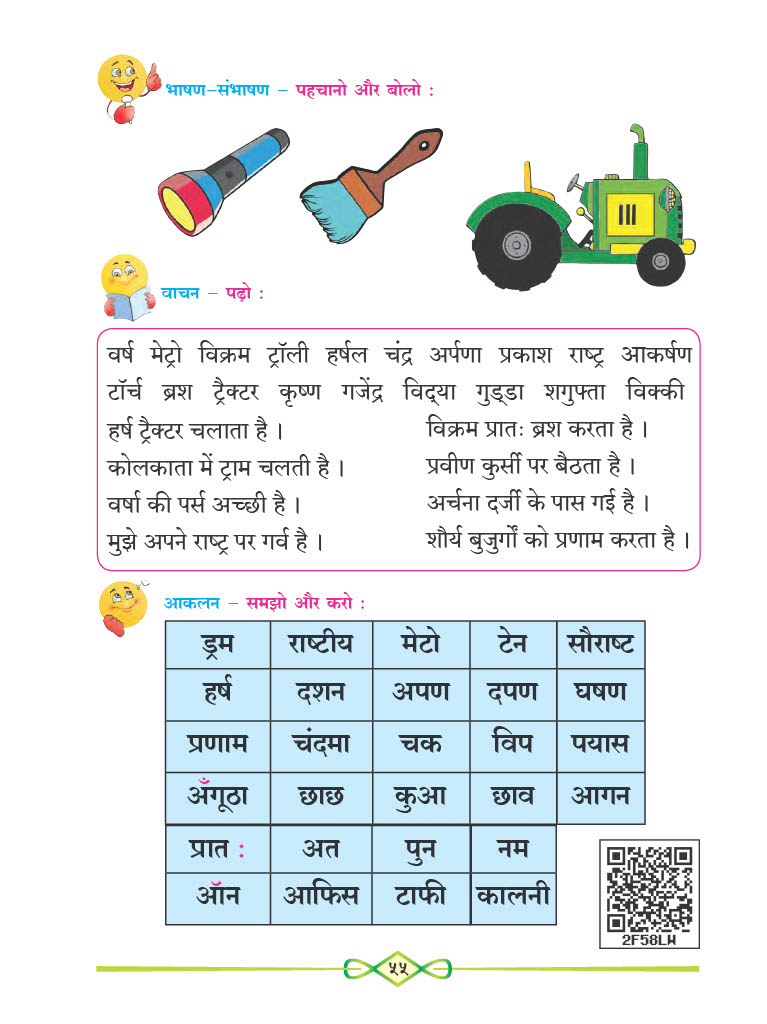 भाषण-संभाषण – पहचानो और बोलो :
वाचन – पढ़ो :
वर्ष मेट्रो विक्रम ट्रॉली हर्षल चंद्र अर्पणा प्रकाश राष्ट्र आकर्षण
टॉर्च ब्रश ट्रैक्टर कृष्ण गजेंद्र विद्‌या गुड्‌डा शगुफ्ता विक्की
हर्ष ट्रैक्टर चलाता है ।
कोलकाता में ट्राम चलती है ।
वर्षा की पर्स अच्छी है ।
मुझे अपने राष्ट्र पर गर्व है ।
विक्रम प्रातः ब्रश करता है ।
प्रवीण कुर्सी पर बैठता है ।
अर्चना दर्जी के पास गई है ।
शौर्य बुजुर्गों को प्रणाम करता है ।
आकलन – समझो और करो :
ड्रम राष्टीय मेटो टेन सौराष्ट
हर्ष दशन अपण दपण घषण
प्रणाम चंदमा चक विप पयास
अँगूठा छाछ कुआ छाव आगन
प्रात : अत पुन नम
ऑन आफिस टाफी कालनी
2F58LW
५५